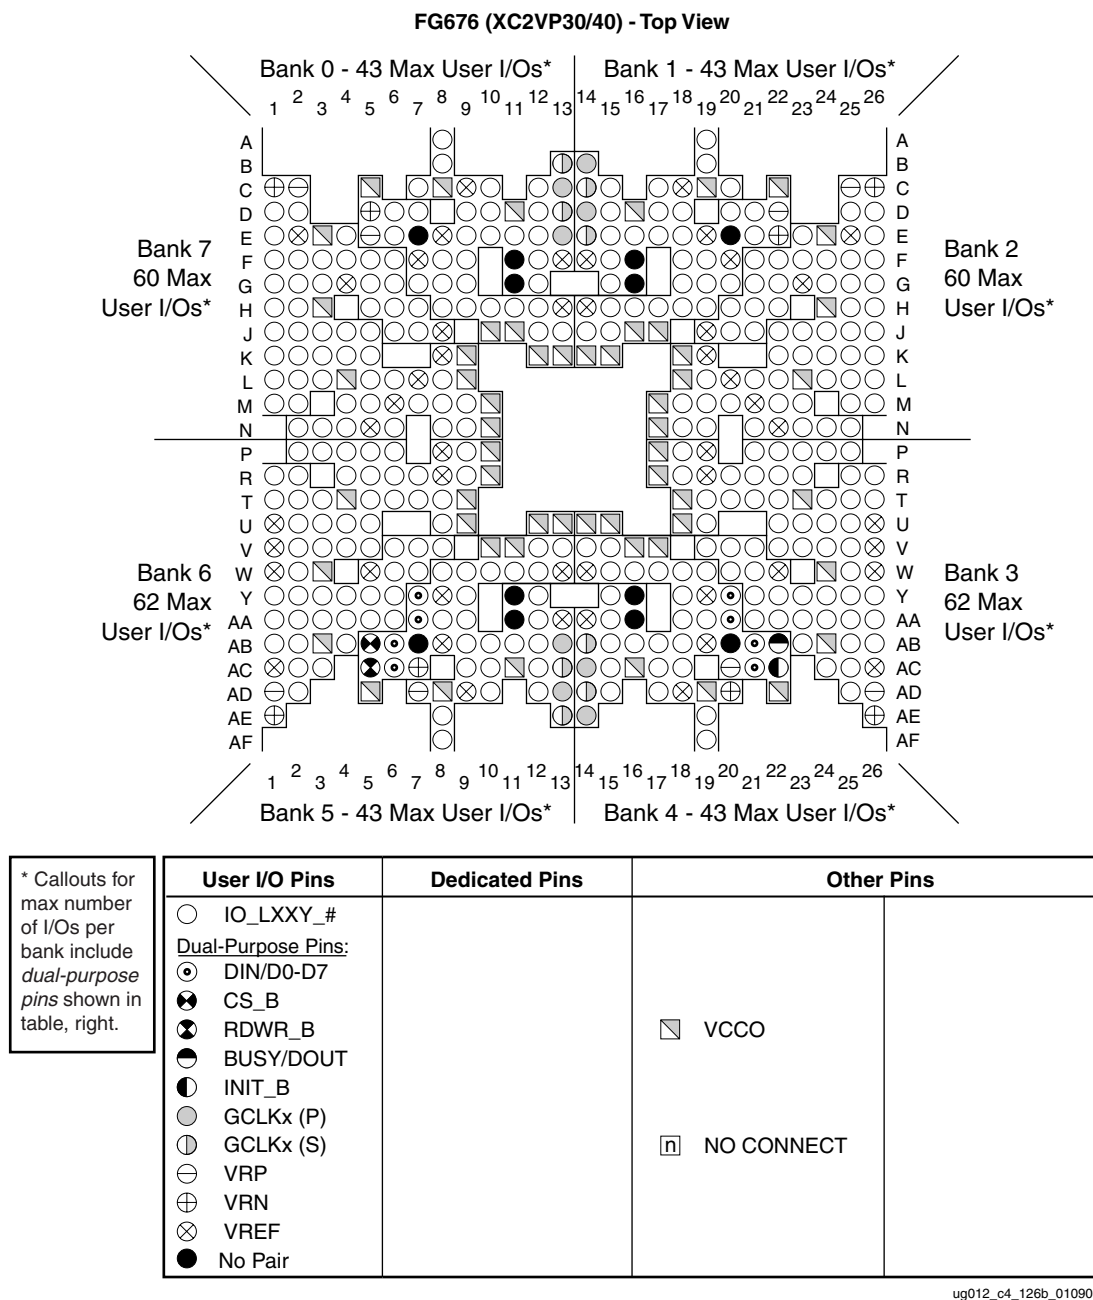 FG676 (XC2VP30/40) - Top View
Bank 0 - 43 Max User I/Os*
Bank 1 - 43 Max User I/Os*
1 2 3 4 5 6 7 8 9 10 11 12 13 14 15 16 17 18 19 20 21 22 23 24 25 26
A A
B B
C C
D D
E E
F F
G G
H H
J J
K K
L L
M M
N N
P P
R R
T T
U U
V V
W W
Y Y
AA AA
AB AB
AC AC
AD AD
AE AE
AF AF
Bank 7
60 Max
User I/Os*
Bank 2
60 Max
User I/Os*
Bank 6
62 Max
User I/Os*
Bank 3
62 Max
User I/Os*
1 2 3 4 5 6 7 8 9 10 11 12 13 14 15 16 17 18 19 20 21 22 23 24 25 26
Bank 5 - 43 Max User I/Os*
Bank 4 - 43 Max User I/Os*
* Callouts for
max number
of I/Os per
bank include
dual-purpose
pins shown in
table, right.
User I/O Pins
Dedicated Pins
Other Pins
IO_LXXY_#
Dual-Purpose Pins:
DIN/D0-D7
CS_B
RDWR_B
BUSY/DOUT
INIT_B
GCLKx (P)
GCLKx (S)
VRP
VRN
VREF
No Pair
VCCO
n NO CONNECT
ug012_c4_126b_01090